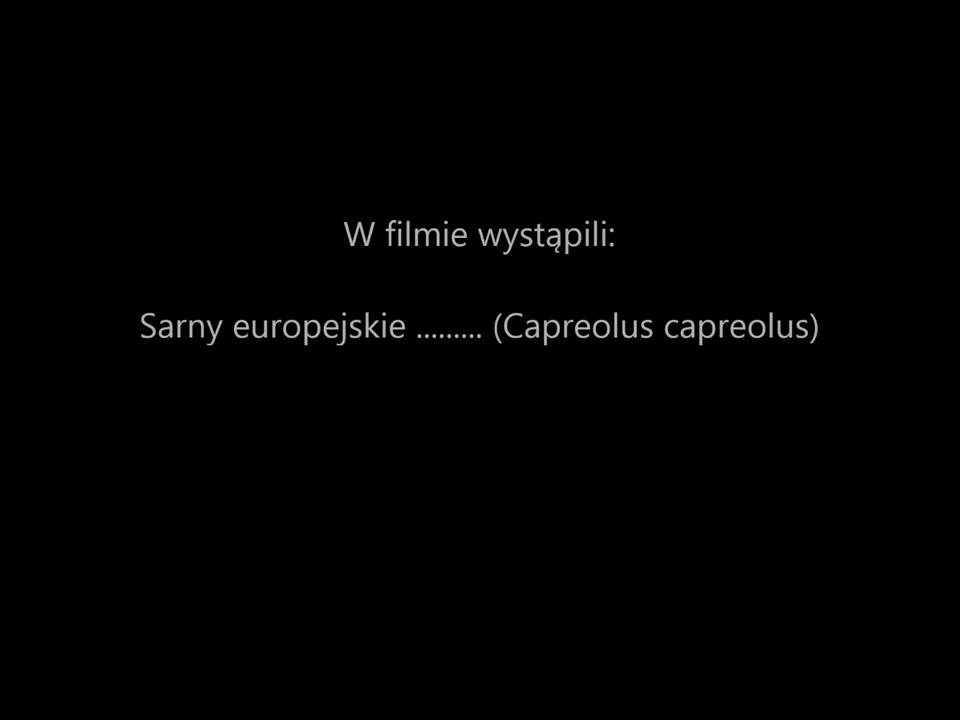 W filmie wystąpili:
Sarny europejskie ......... (Capreolus capreolus)